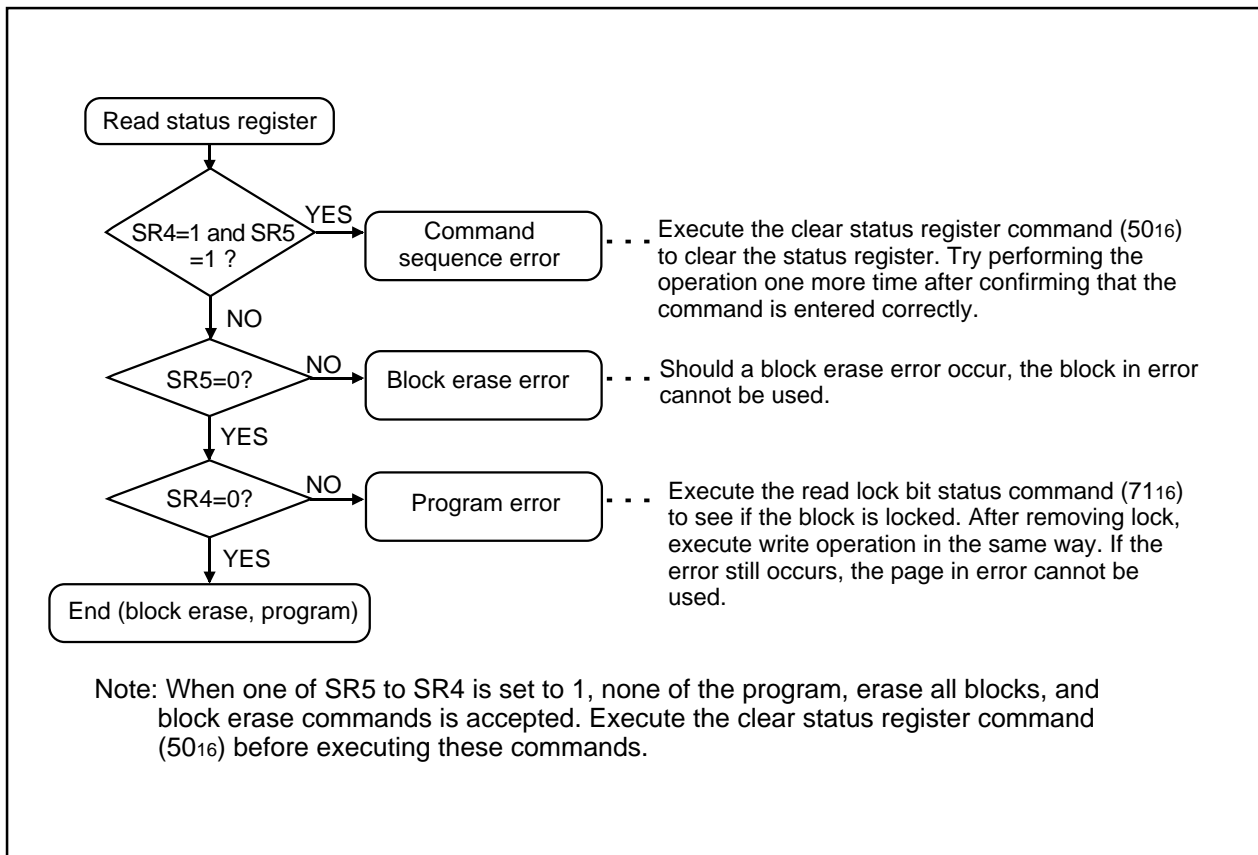 Read status register
SR4=1 and SR5
=1 ?
YES
Command
sequence error
Execute the clear status register command (5016)
to clear the status register. Try performing the
operation one more time after confirming that the
command is entered correctly.
NO
SR5=0?
NO
Block erase error
Should a block erase error occur, the block in error
cannot be used.
YES
SR4=0?
NO
Program error
Execute the read lock bit status command (7116)
to see if the block is locked. After removing lock,
execute write operation in the same way. If the
error still occurs, the page in error cannot be
used.
YES
End (block erase, program)
Note: When one of SR5 to SR4 is set to 1, none of the program, erase all blocks, and
block erase commands is accepted. Execute the clear status register command
(5016) before executing these commands.